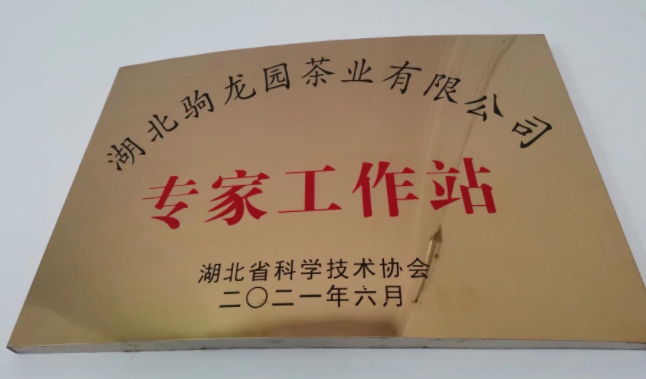 湖北驹龙园茶业有限公司
专家工作站
湖北省科学技术协会
二〇二一年六月